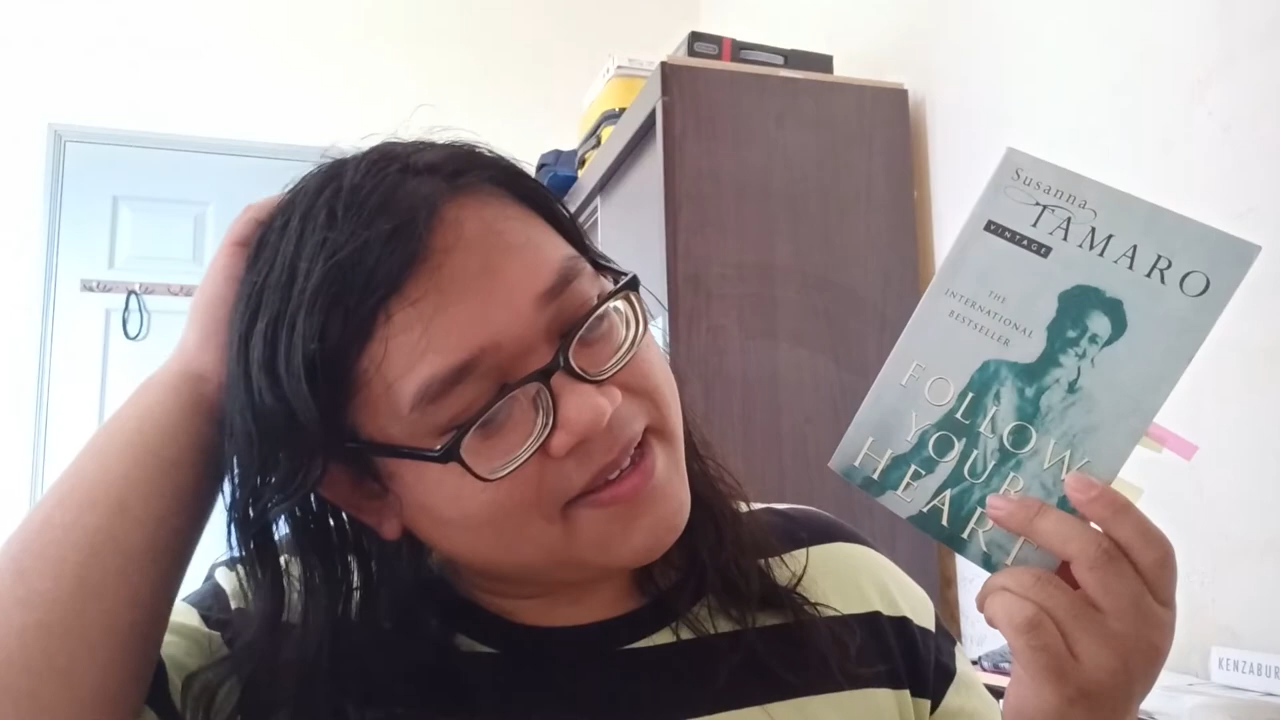 Susanna
TAMARO
VINTAGE
THE
INTERNATIONAL
BESTSELLER
FOLLOW
YOUR
HEART
KENZABUR